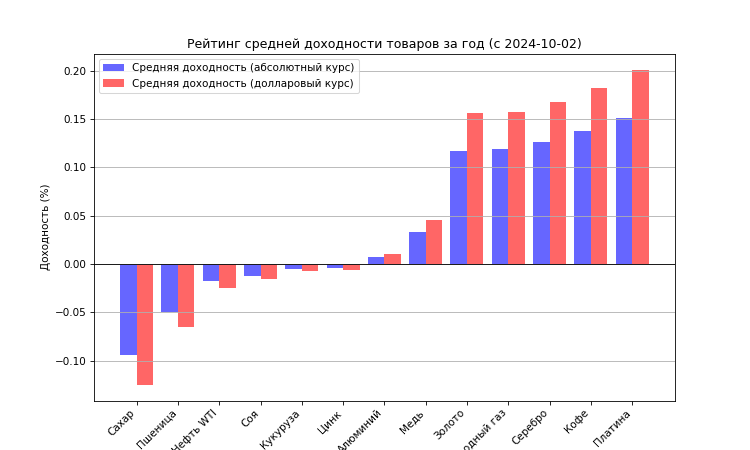 Рейтинг средней доходности товаров за год (с 2024-10-02)
Средняя доходность (абсолютный курс)
Средняя доходность (долларовый курс)
Доходность (%)
0.20
0.15
0.10
0.05
0.00
−0.05
−0.10
Сахар
Пшеница
Нефть WTI
Соя
Кукуруза
Цинк
Алюминий
Медь
Золото
газ
Серебро
Кофе
Платина